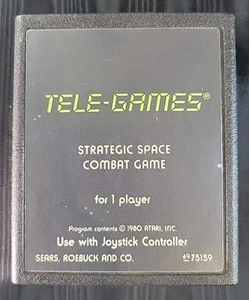 TELE-GAMES®
STRATEGIC SPACE
COMBAT GAME
for 1 player
Program contents © 1980 ATARI, INC.
Use with Joystick Controller
SEARS, ROEBUCK AND CO. 49 75159